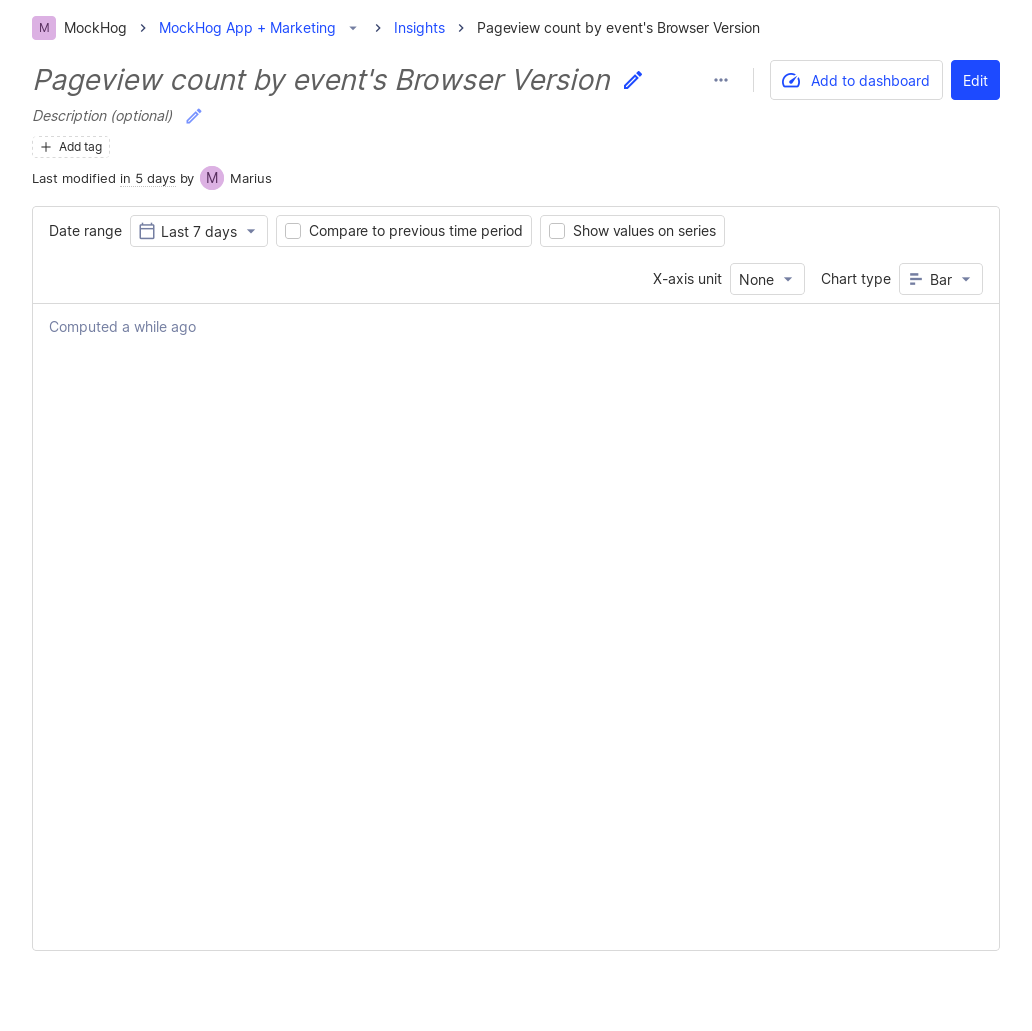 M MockHog MockHog App + Marketing Insights Pageview count by event's Browser Version
Pageview count by event's Browser Version Add to dashboard Edit
Description (optional)
Add tag
Last modified in 5 days by M Marius
Date range Last 7 days Compare to previous time period Show values on series
X-axis unit None Chart type Bar
Computed a while ago